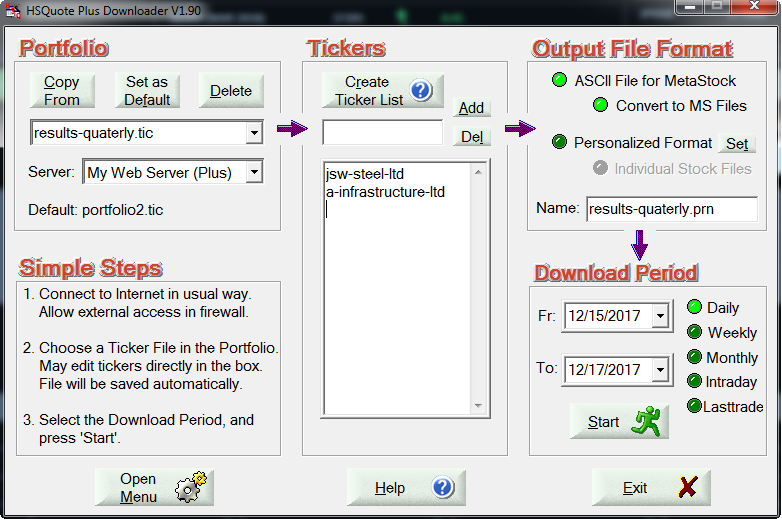 HSQuote Plus Downloader V1.90
Portfolio
Copy From
Set as Default
Delete
results-quaterly.tic
Server: My Web Server (Plus)
Default: portfolio2.tic
Simple Steps
1. Connect to Internet in usual way.
Allow external access in firewall.
2. Choose a Ticker File in the Portfolio.
May edit tickers directly in the box.
File will be saved automatically.
3. Select the Download Period, and
press 'Start'.
Open Menu
Tickers
Create Ticker List
?
Add
Del
jsw-steel-ltd
a-infrastructure-ltd
Help
?
Output File Format
ASCII File for MetaStock
Convert to MS Files
Personalized Format
Set
Individual Stock Files
Name: results-quaterly.prn
Download Period
Fr: 12/15/2017
To: 12/17/2017
Daily
Weekly
Monthly
Intraday
Lasttrade
Start
Exit